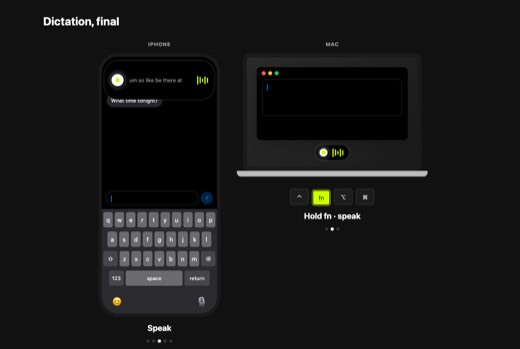 Dictation, final
IPHONE
um so like be there at
What time tonight?
q w e r t y u i o p
a s d f g h j k l
z x c v b n m
123 space return
Speak
MAC
^ fn ⌥ ⌘
Hold fn · speak